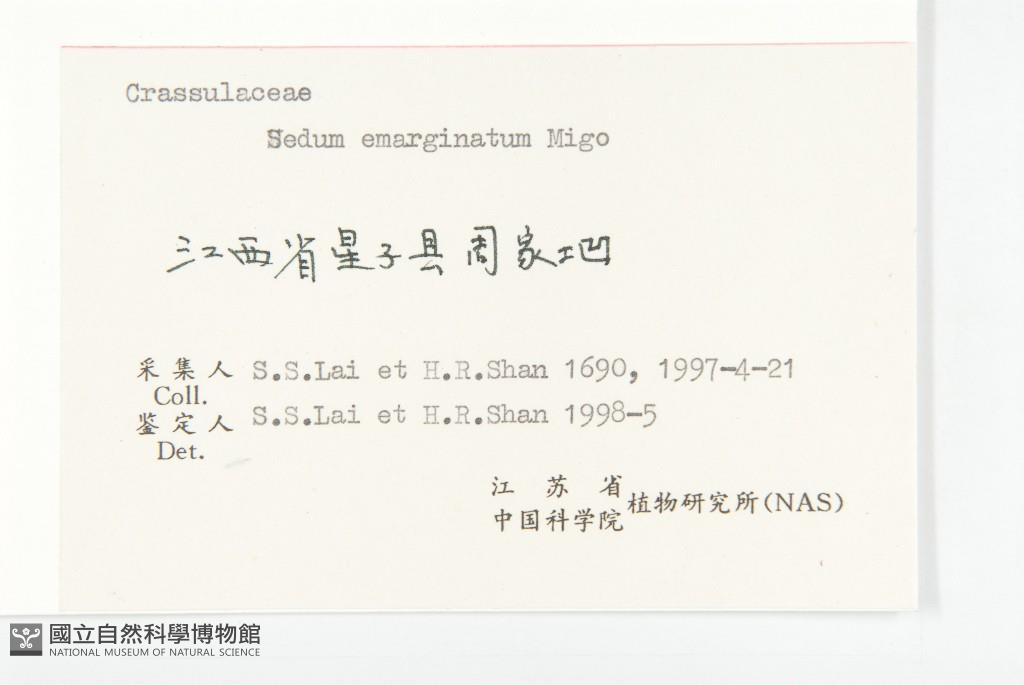 Crassulaceae
Sedum emarginatum Migo
江西省星子县周家㘭
采集人 S.S.Lai et H.R.Shan 1690, 1997-4-21
Coll.
鉴定人 S.S.Lai et H.R.Shan 1998-5
Det.
江苏省
中国科学院 植物研究所(NAS)
國立自然科學博物館
NATIONAL MUSEUM OF NATURAL SCIENCE